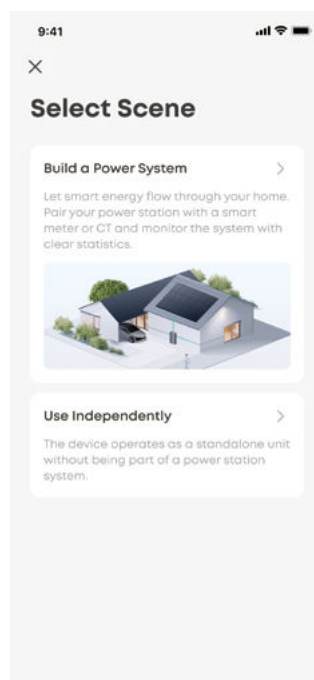 9:41
Select Scene
Build a Power System
Let smart energy flow through your home.
Pair your power station with a smart
meter or CT and monitor the system with
clear statistics.
Use Independently
The device operates as a standalone unit
without being part of a power station
system.